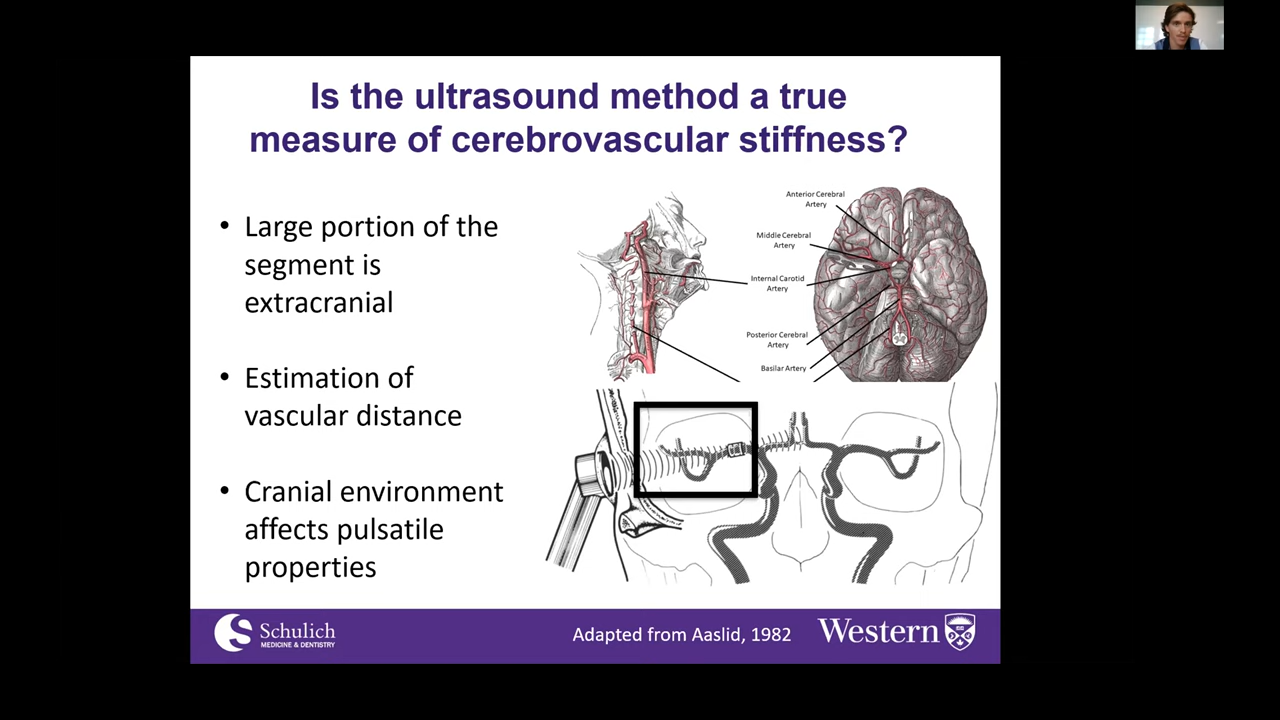 Is the ultrasound method a true
measure of cerebrovascular stiffness?
• Large portion of the
segment is
extracranial
• Estimation of
vascular distance
• Cranial environment
affects pulsatile
properties
Anterior Cerebral
Artery
Middle Cerebral
Artery
Internal Carotid
Artery
Posterior Cerebral
Artery
Basilar Artery
Schulich
MEDICINE & DENTISTRY
Adapted from Aaslid, 1982
Western